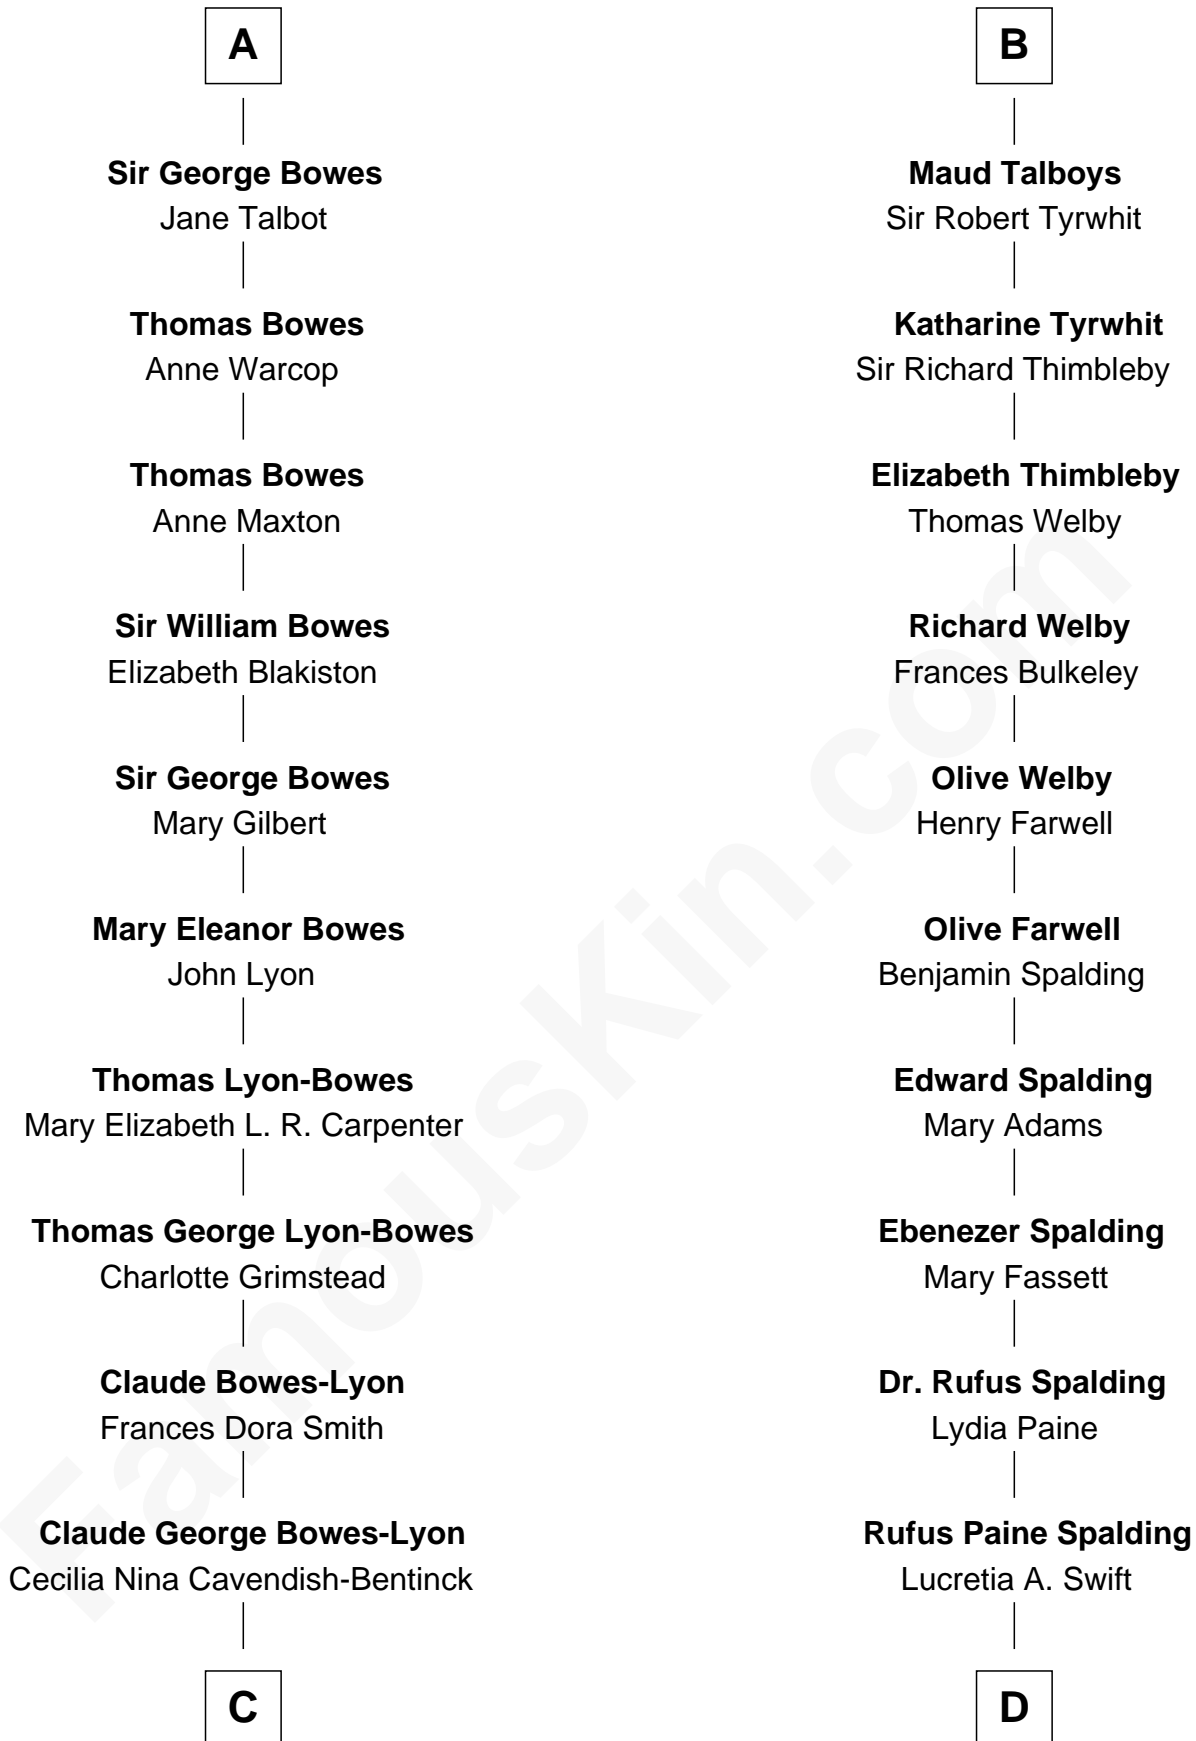 A
Sir George Bowes
Jane Talbot
Thomas Bowes
Anne Warcop
Thomas Bowes
Anne Maxton
Sir William Bowes
Elizabeth Blakiston
Sir George Bowes
Mary Gilbert
Mary Eleanor Bowes
John Lyon
Thomas Lyon-Bowes
Mary Elizabeth L. R. Carpenter
Thomas George Lyon-Bowes
Charlotte Grimstead
Claude Bowes-Lyon
Frances Dora Smith
Claude George Bowes-Lyon
Cecilia Nina Cavendish-Bentinck
C
B
Maud Talboys
Sir Robert Tyrwhit
Katharine Tyrwhit
Sir Richard Thimbleby
Elizabeth Thimbleby
Thomas Welby
Richard Welby
Frances Bulkeley
Olive Welby
Henry Farwell
Olive Farwell
Benjamin Spalding
Edward Spalding
Mary Adams
Ebenezer Spalding
Mary Fassett
Dr. Rufus Spalding
Lydia Paine
Rufus Paine Spalding
Lucretia A. Swift
D
FamousKin.com